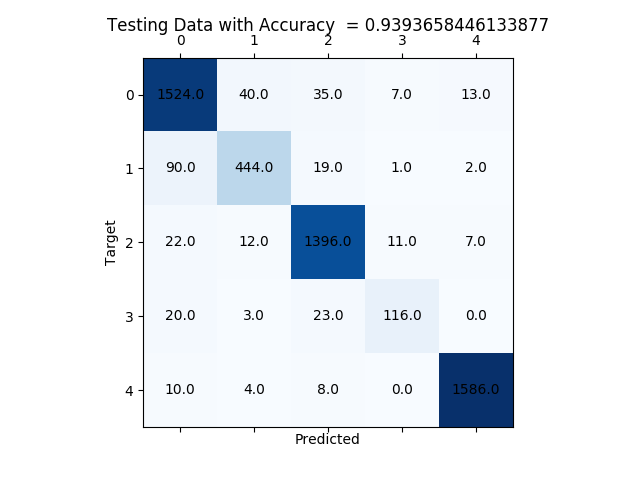 Testing Data with Accuracy = 0.9393658446133877
0 1 2 3 4
0 1524.0 40.0 35.0 7.0 13.0
1 90.0 444.0 19.0 1.0 2.0
Target
2 22.0 12.0 1396.0 11.0 7.0
3 20.0 3.0 23.0 116.0 0.0
4 10.0 4.0 8.0 0.0 1586.0
Predicted